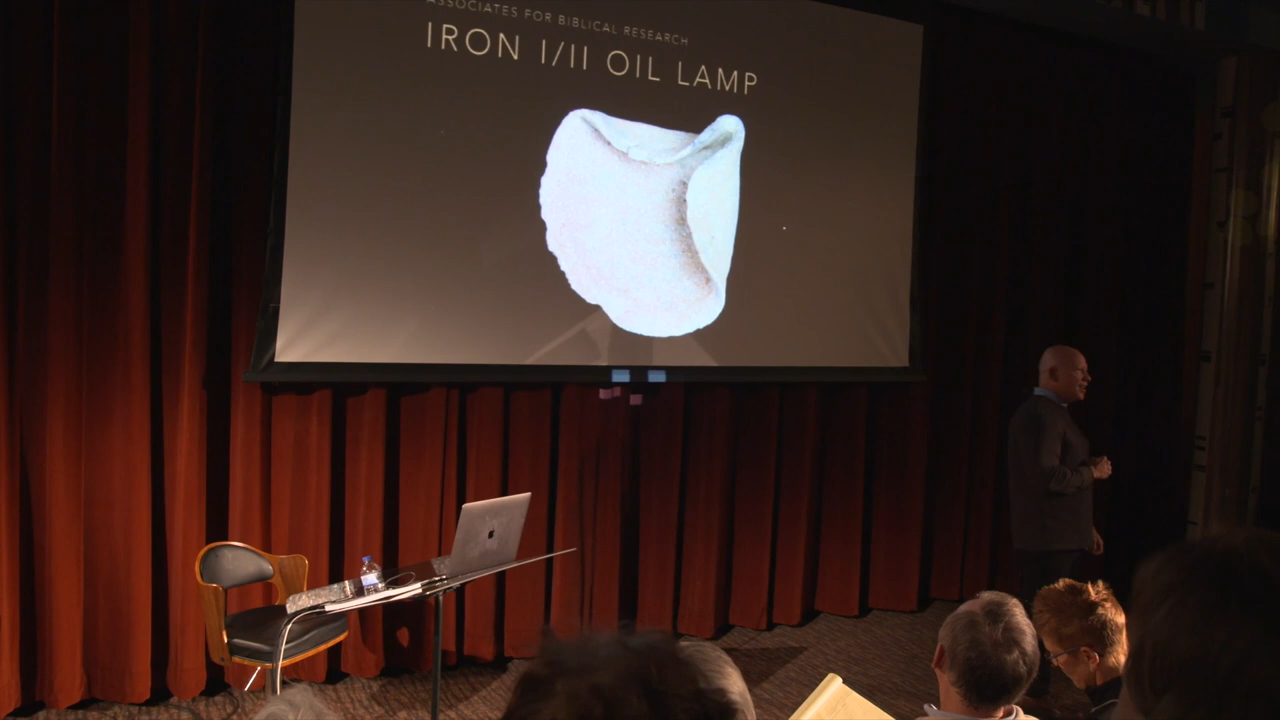 ASSOCIATES FOR BIBLICAL RESEARCH
IRON I/II OIL LAMP